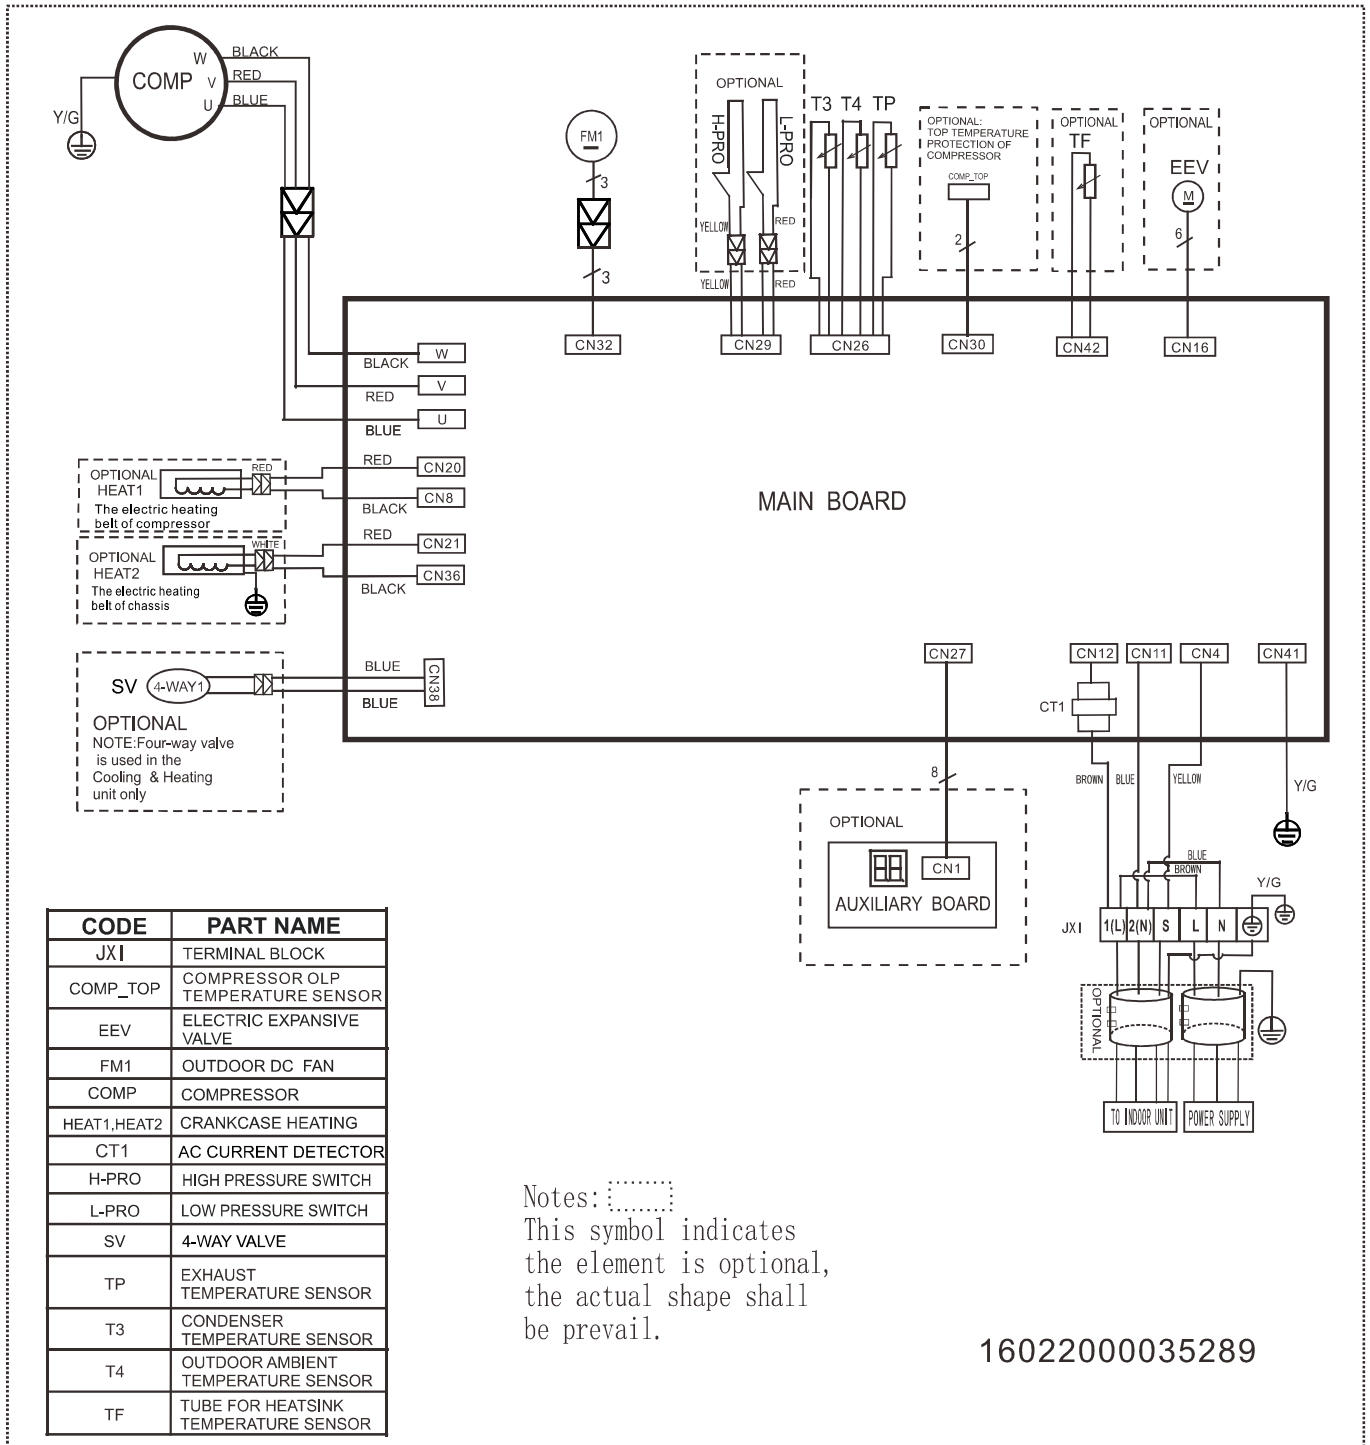 COMP
W
V
U
BLACK
RED
BLUE
Y/G
FM1
3
3
OPTIONAL
H-PRO
L-PRO
YELLOW
RED
YELLOW
RED
T3 T4 TP
OPTIONAL:
TOP TEMPERATURE
PROTECTION OF
COMPRESSOR
COMP_TOP
2
OPTIONAL
TF
OPTIONAL
EEV
M
6
CN32
CN29
CN26
CN30
CN42
CN16
BLACK
W
RED
V
BLUE
U
OPTIONAL
HEAT1
The electric heating
belt of compressor
RED
RED
CN20
BLACK
CN8
OPTIONAL
HEAT2
The electric heating
belt of chassis
WHITE
RED
CN21
BLACK
CN36
MAIN BOARD
SV
4-WAY1
OPTIONAL
NOTE:Four-way valve
is used in the
Cooling & Heating
unit only
BLUE
BLUE
CN38
CN27
CN12
CN11
CN4
CN41
CT1
8
BROWN
BLUE
YELLOW
Y/G
OPTIONAL
CN1
AUXILIARY BOARD
BLUE
BROWN
Y/G
JX1
1(L) 2(N) S L N
OPTIONAL
TO INDOOR UNIT
POWER SUPPLY
CODE PART NAME
JX1 TERMINAL BLOCK
COMP_TOP COMPRESSOR OLP
TEMPERATURE SENSOR
EEV ELECTRIC EXPANSIVE
VALVE
FM1 OUTDOOR DC FAN
COMP COMPRESSOR
HEAT1,HEAT2 CRANKCASE HEATING
CT1 AC CURRENT DETECTOR
H-PRO HIGH PRESSURE SWITCH
L-PRO LOW PRESSURE SWITCH
SV 4-WAY VALVE
TP EXHAUST
TEMPERATURE SENSOR
T3 CONDENSER
TEMPERATURE SENSOR
T4 OUTDOOR AMBIENT
TEMPERATURE SENSOR
TF TUBE FOR HEATSINK
TEMPERATURE SENSOR
Notes:
This symbol indicates
the element is optional,
the actual shape shall
be prevail.
16022000035289